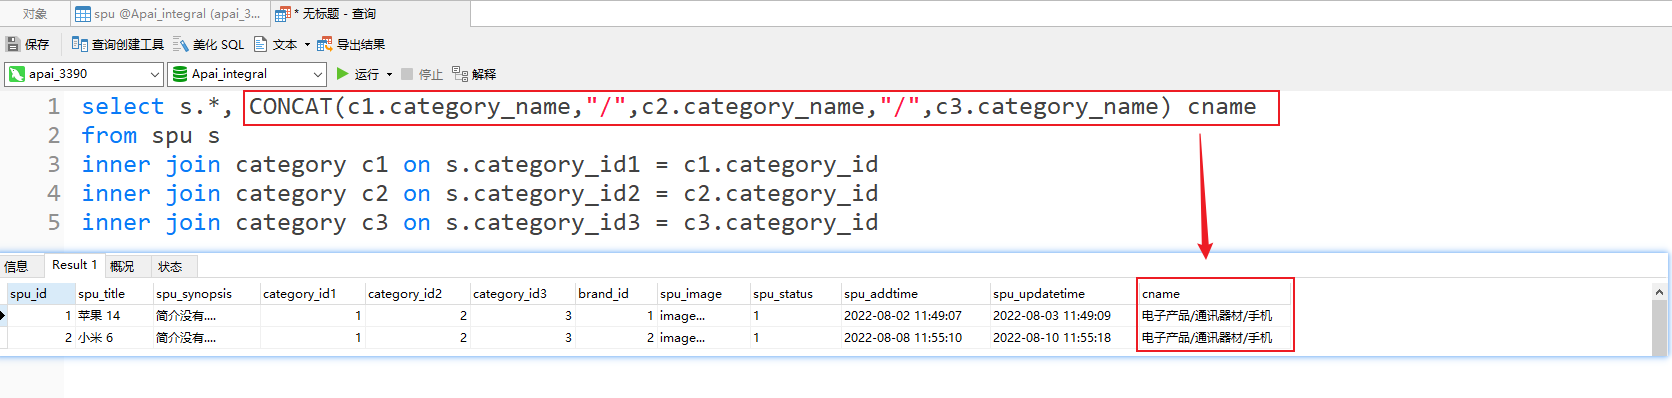 对象 spu @Apai_integral (apai_3... * 无标题 - 查询
保存 查询创建工具 美化 SQL 文本 导出结果
apai_3390 Apai_integral 运行 停止 解释
1 select s.*, CONCAT(c1.category_name,"/",c2.category_name,"/",c3.category_name) cname
2 from spu s
3 inner join category c1 on s.category_id1 = c1.category_id
4 inner join category c2 on s.category_id2 = c2.category_id
5 inner join category c3 on s.category_id3 = c3.category_id
信息 Result 1 概况 状态
spu_id spu_title spu_synopsis category_id1 category_id2 category_id3 brand_id spu_image spu_status spu_addtime spu_updatetime cname
1 苹果 14 简介没有.... 1 2 3 1 image... 1 2022-08-02 11:49:07 2022-08-03 11:49:09 电子产品/通讯器材/手机
2 小米 6 简介没有.... 1 2 3 2 image... 1 2022-08-08 11:55:10 2022-08-10 11:55:18 电子产品/通讯器材/手机